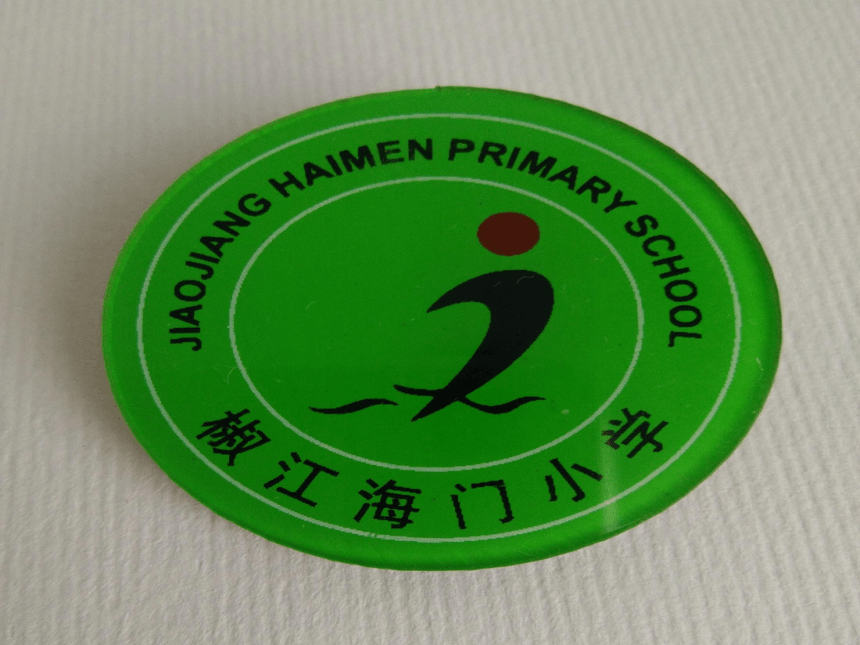 JIAOJIANG HAIMEN PRIMARY SCHOOL
椒江海门小学